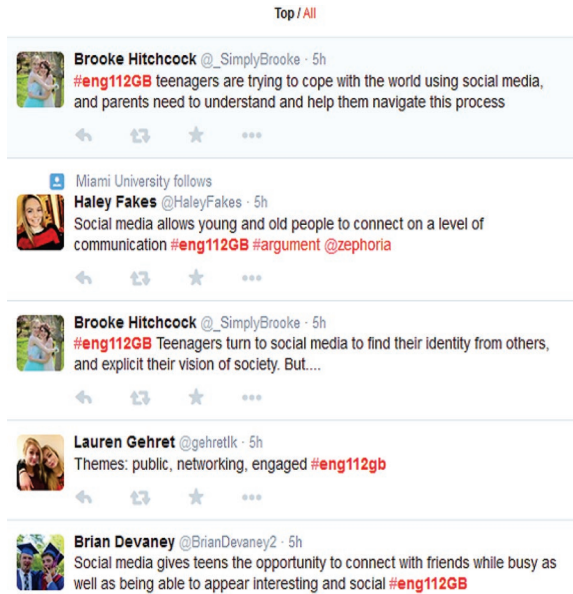 Top / All
Brooke Hitchcock @_SimplyBrooke · 5h
#eng112GB teenagers are trying to cope with the world using social media,
and parents need to understand and help them navigate this process
Miami University follows
Haley Fakes @HaleyFakes · 5h
Social media allows young and old people to connect on a level of
communication #eng112GB #argument @zephoria
Brooke Hitchcock @_SimplyBrooke · 5h
#eng112GB Teenagers turn to social media to find their identity from others,
and explicit their vision of society. But....
Lauren Gehret @gehretlk · 5h
Themes: public, networking, engaged #eng112gb
Brian Devaney @BrianDevaney2 · 5h
Social media gives teens the opportunity to connect with friends while busy as
well as being able to appear interesting and social #eng112GB